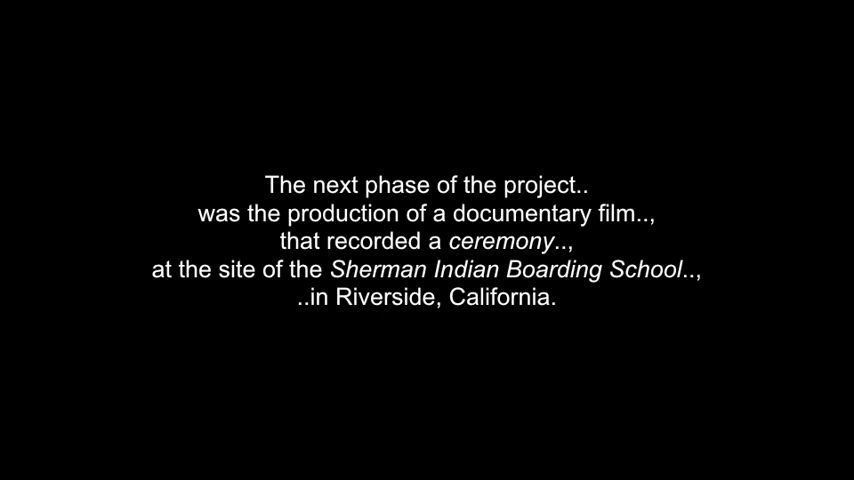 The next phase of the project..
was the production of a documentary film..,
that recorded a ceremony..,
at the site of the Sherman Indian Boarding School..,
..in Riverside, California.